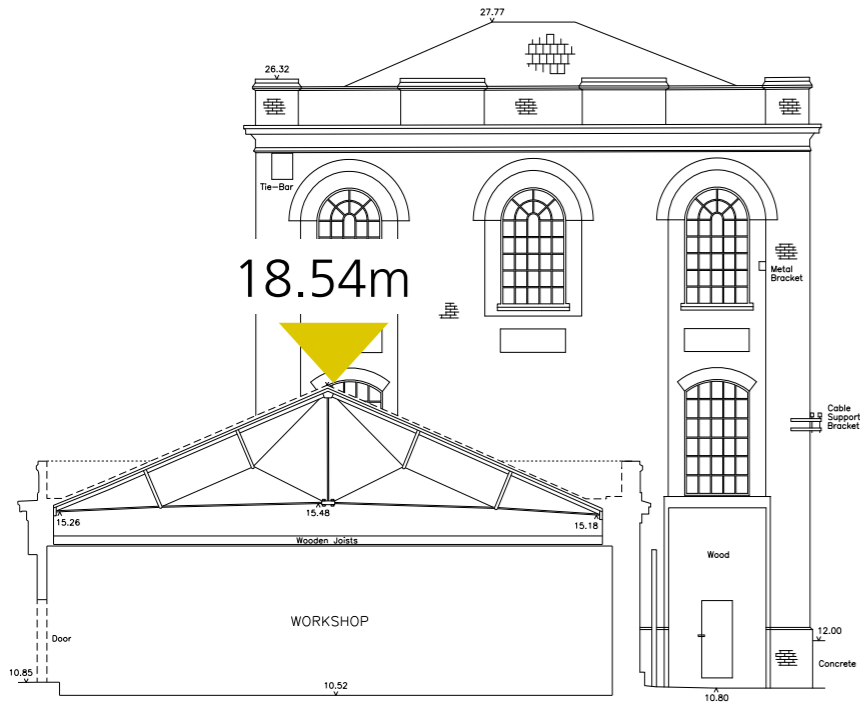 27.77
26.32
Tie-Bar
18.54m
Metal
Bracket
Cable
Support
Bracket
15.26
15.48
15.18
Wooden Joists
Wood
WORKSHOP
Door
12.00
Concrete
10.85
10.52
10.80